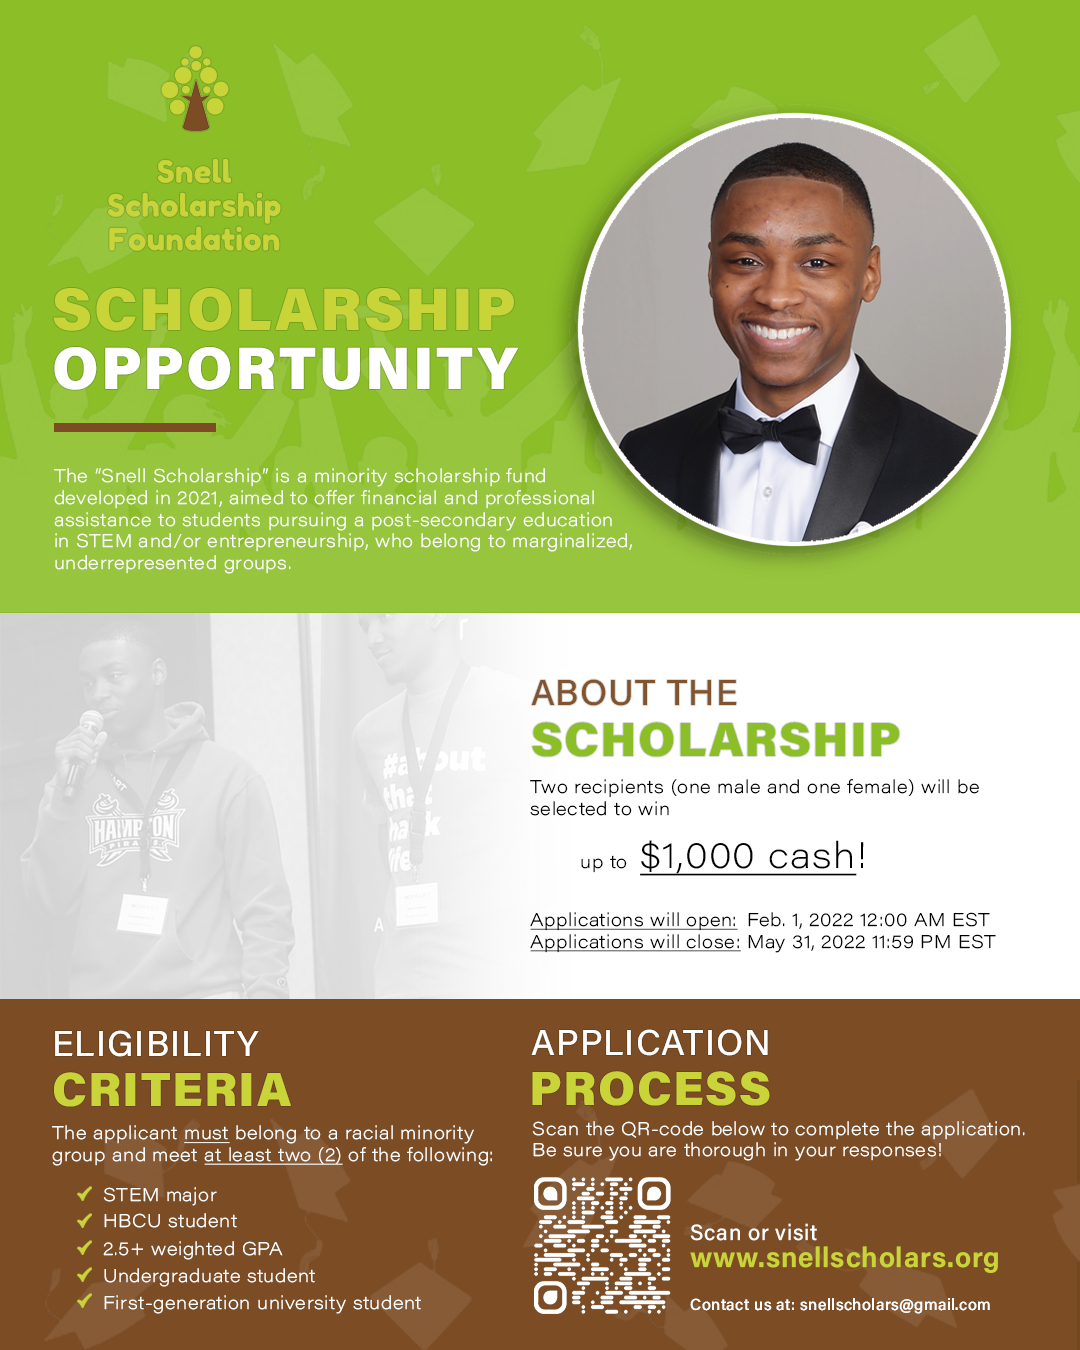 Snell
Scholarship
Foundation
SCHOLARSHIP
OPPORTUNITY
The "Snell Scholarship" is a minority scholarship fund
developed in 2021, aimed to offer financial and professional
assistance to students pursuing a post-secondary education
in STEM and/or entrepreneurship, who belong to marginalized,
underrepresented groups.
#about
that
hack
life
HAMPTON
PIRATES
ABOUT THE
SCHOLARSHIP
Two recipients (one male and one female) will be
selected to win
up to $1,000 cash!
Applications will open: Feb. 1, 2022 12:00 AM EST
Applications will close: May 31, 2022 11:59 PM EST
ELIGIBILITY
CRITERIA
The applicant must belong to a racial minority
group and meet at least two (2) of the following:
STEM major
HBCU student
2.5+ weighted GPA
Undergraduate student
First-generation university student
APPLICATION
PROCESS
Scan the QR-code below to complete the application.
Be sure you are thorough in your responses!
Scan or visit
www.snellscholars.org
Contact us at: snellscholars@gmail.com